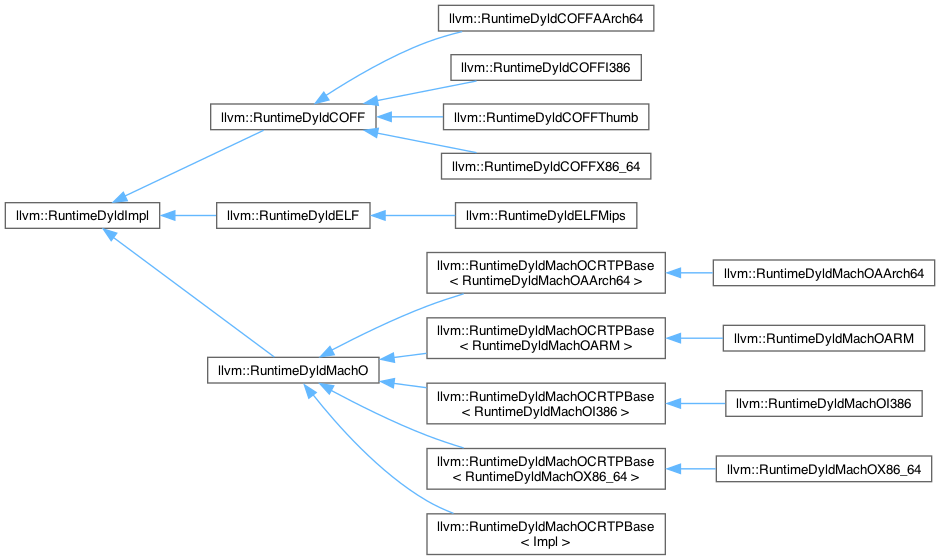 llvm::RuntimeDyldCOFFAArch64
llvm::RuntimeDyldCOFFI386
llvm::RuntimeDyldCOFF
llvm::RuntimeDyldCOFFThumb
llvm::RuntimeDyldCOFFX86_64
llvm::RuntimeDyldImpl
llvm::RuntimeDyldELF
llvm::RuntimeDyldELFMips
llvm::RuntimeDyldMachOCRTPBase
< RuntimeDyldMachOAArch64 >
llvm::RuntimeDyldMachOAArch64
llvm::RuntimeDyldMachOCRTPBase
< RuntimeDyldMachOARM >
llvm::RuntimeDyldMachOARM
llvm::RuntimeDyldMachO
llvm::RuntimeDyldMachOCRTPBase
< RuntimeDyldMachOI386 >
llvm::RuntimeDyldMachOI386
llvm::RuntimeDyldMachOCRTPBase
< RuntimeDyldMachOX86_64 >
llvm::RuntimeDyldMachOX86_64
llvm::RuntimeDyldMachOCRTPBase
< Impl >